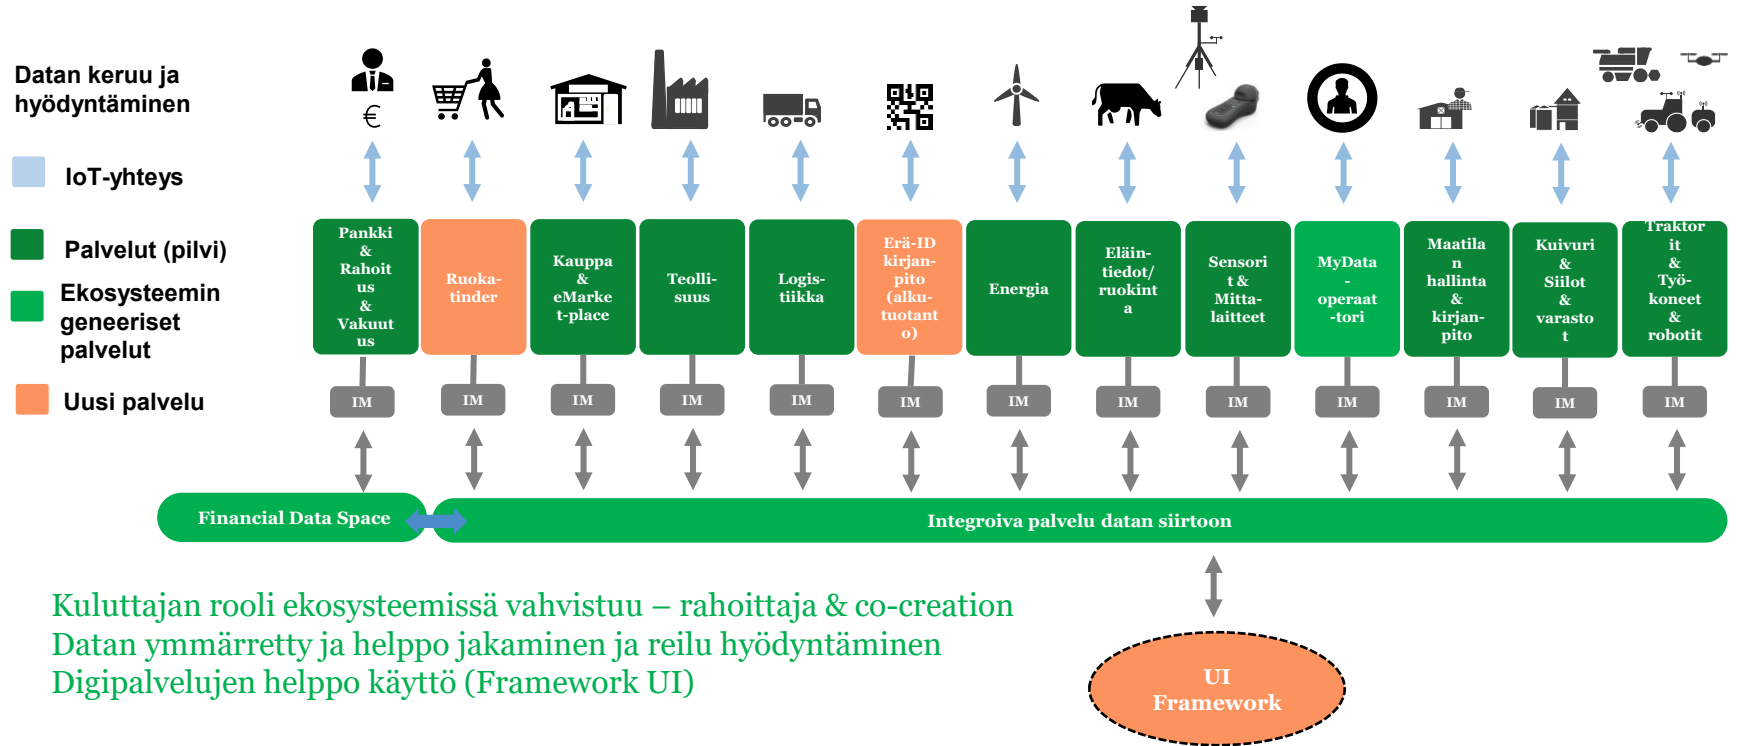 Datan keruu ja
hyödyntäminen
€
IoT-yhteys
Palvelut (pilvi)
Ekosysteemin
geneeriset
palvelut
Uusi palvelu
Pankki
&
Rahoit
us
&
Vakuut
us
Ruoka-
tinder
Kauppa
&
eMarke
t-place
Teolli-
suus
Logis-
tiikka
Erä-ID
kirjan-
pito
(alku-
tuotant
o)
Energia
Eläin-
tiedot/
ruokint
a
Sensori
t &
Mitta-
laitteet
MyData
-
operaat
-tori
Maatila
n
hallinta
&
kirjan-
pito
Kuivuri
&
Siilot
&
varasto
t
Traktor
it
&
Työ-
koneet
&
robotit
IM
IM
IM
IM
IM
IM
IM
IM
IM
IM
IM
IM
IM
Financial Data Space
Integroiva palvelu datan siirtoon
Kuluttajan rooli ekosysteemissä vahvistuu – rahoittaja & co-creation
Datan ymmärretty ja helppo jakaminen ja reilu hyödyntäminen
Digipalvelujen helppo käyttö (Framework UI)
UI
Framework